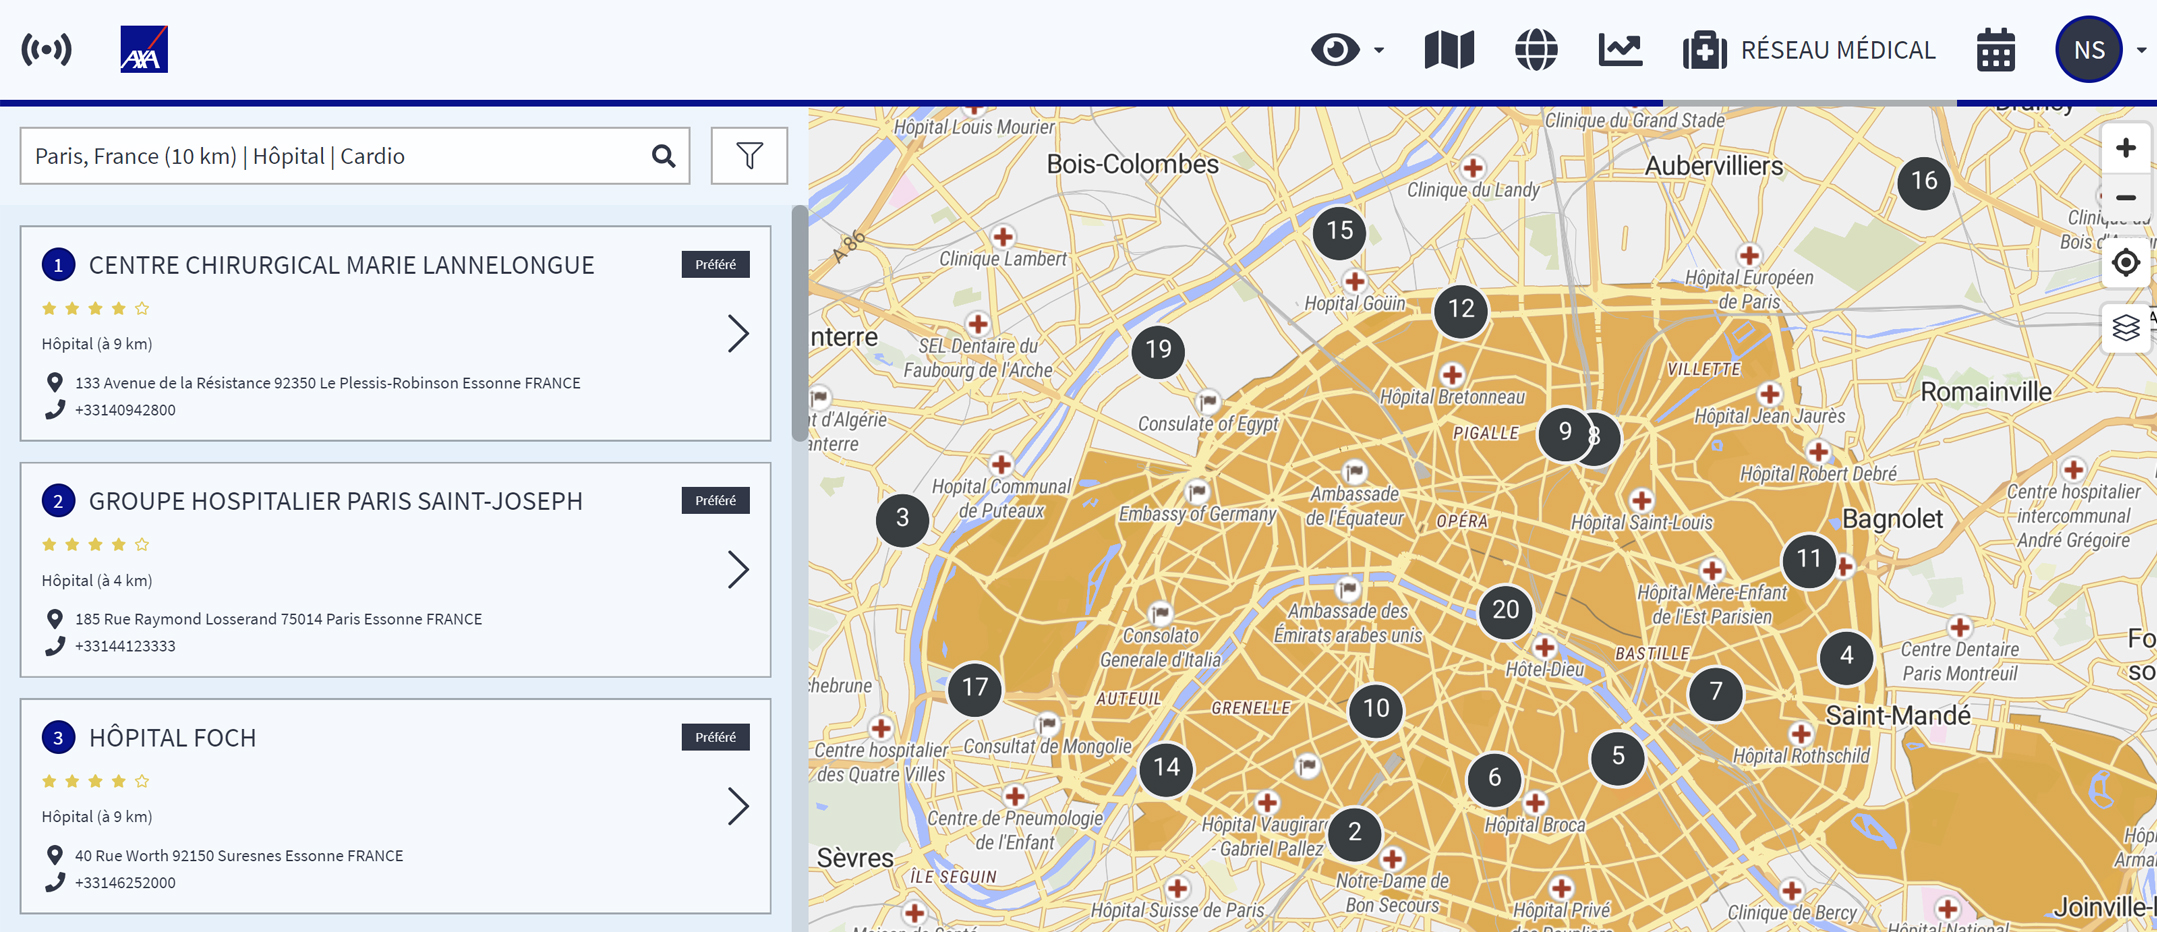 AXA
RÉSEAU MÉDICAL
NS
Paris, France (10 km) | Hôpital | Cardio
1 CENTRE CHIRURGICAL MARIE LANNELONGUE
Préféré
Hôpital (à 9 km)
133 Avenue de la Résistance 92350 Le Plessis-Robinson Essonne FRANCE
+33140942800
2 GROUPE HOSPITALIER PARIS SAINT-JOSEPH
Préféré
Hôpital (à 4 km)
185 Rue Raymond Losserand 75014 Paris Essonne FRANCE
+33144123333
3 HÔPITAL FOCH
Préféré
Hôpital (à 9 km)
40 Rue Worth 92150 Suresnes Essonne FRANCE
+33146252000
Drancy
Hôpital Louis Mourier
Clinique du Grand Stade
Bois-Colombes
Aubervilliers
16
Clinique du Landy
15
Clinique du
Bois d'A
A 86
Clinique Lambert
Hôpital Européen
de Paris
Hopital Goüin
12
nterre
SEL Dentaire du
Faubourg de l'Arche
19
VILLETTE
Romainville
Hôpital Bretonneau
Hôpital Jean Jaurès
t d'Algérie
anterre
Consulate of Egypt
PIGALLE
9
8
Hôpital Robert Debré
Hopital Communal
de Puteaux
Ambassade
de l'Équateur
Embassy of Germany
OPÉRA
Hôpital Saint-Louis
Centre hospitalier
intercommunal
André Grégoire
Bagnolet
3
11
Hôpital Mère-Enfant
de l'Est Parisien
Ambassade des
Émirats arabes unis
20
Consolato
Generale d'Italia
BASTILLE
4
Centre Dentaire
Paris Montreuil
Fo
so
Hôtel-Dieu
chebrune
17
AUTEUIL
GRENELLE
10
7
Saint-Mandé
Centre hospitalier
des Quatre Villes
Consultat de Mongolie
Hôpital Rothschild
14
6
5
Centre de Pneumologie
de l'Enfant
Hôpital Vaugirard
- Gabriel Pallez
2
Hôpital Broca
Hôpi
Arma
Sèvres
ÎLE SEGUIN
Notre-Dame de
Bon Secours
Hôpital Suisse de Paris
Hôpital Privé
des Peupliers
Clinique de Bercy
Joinville-l
Maison de Santé
Hôpital National